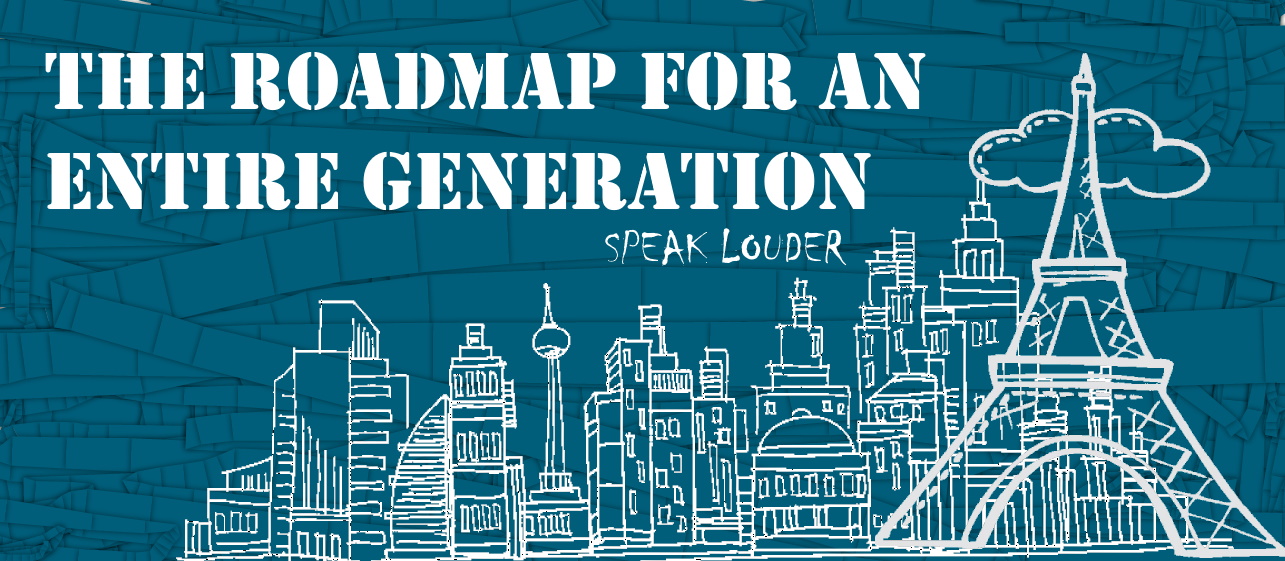 THE ROADMAP FOR AN
ENTIRE GENERATION
SPEAK LOUDER